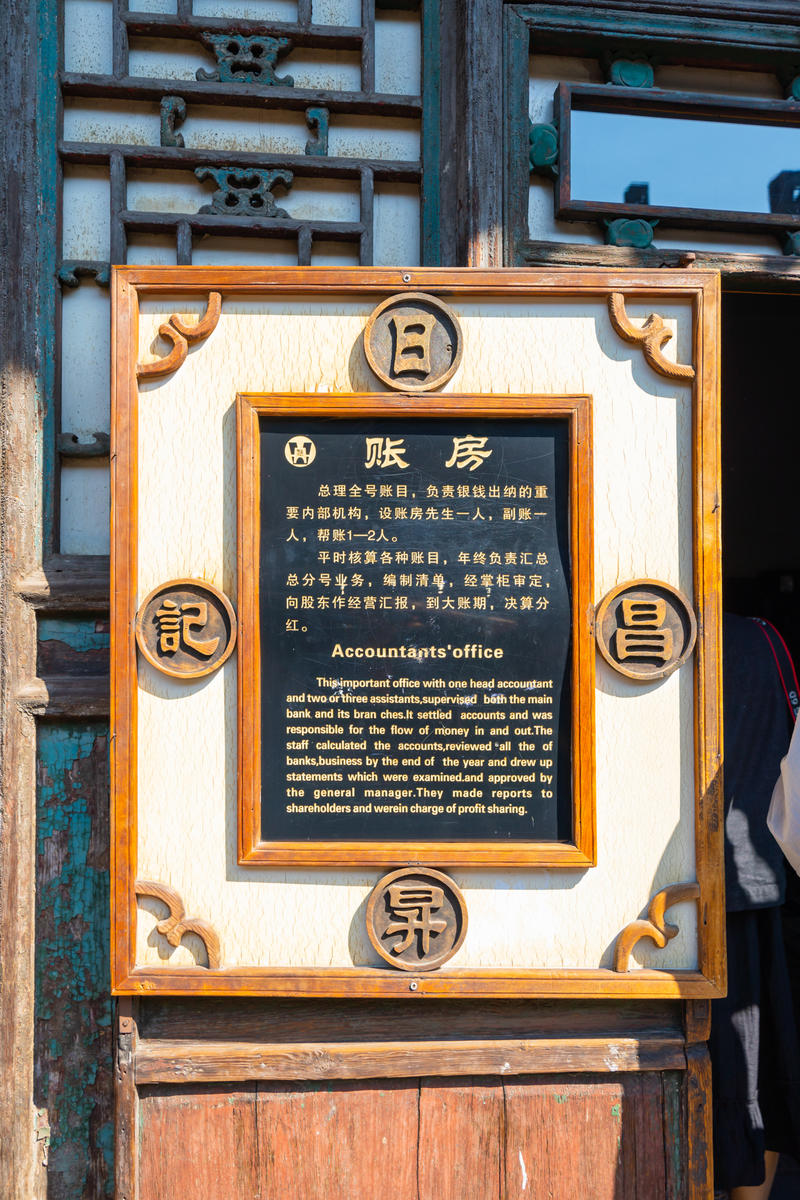 日
账房
总理全号账目，负责银钱出纳的重
要内部机构，设账房先生一人，副账一
人，帮账1—2人。
平时核算各种账目，年终负责汇总
总分号业务，编制清单，经掌柜审定，
向股东作经营汇报，到大账期，决算分
红。
記
昌
Accountants'office
This important office with one head accountant
and two or three assistants,supervised both the main
bank and its bran ches.It settled accounts and was
responsible for the flow of money in and out.The
staff calculated the accounts,reviewed all the of
banks,business by the end of the year and drew up
statements which were examined.and approved by
the general manager.They made reports to
shareholders and werein charge of profit sharing.
昇